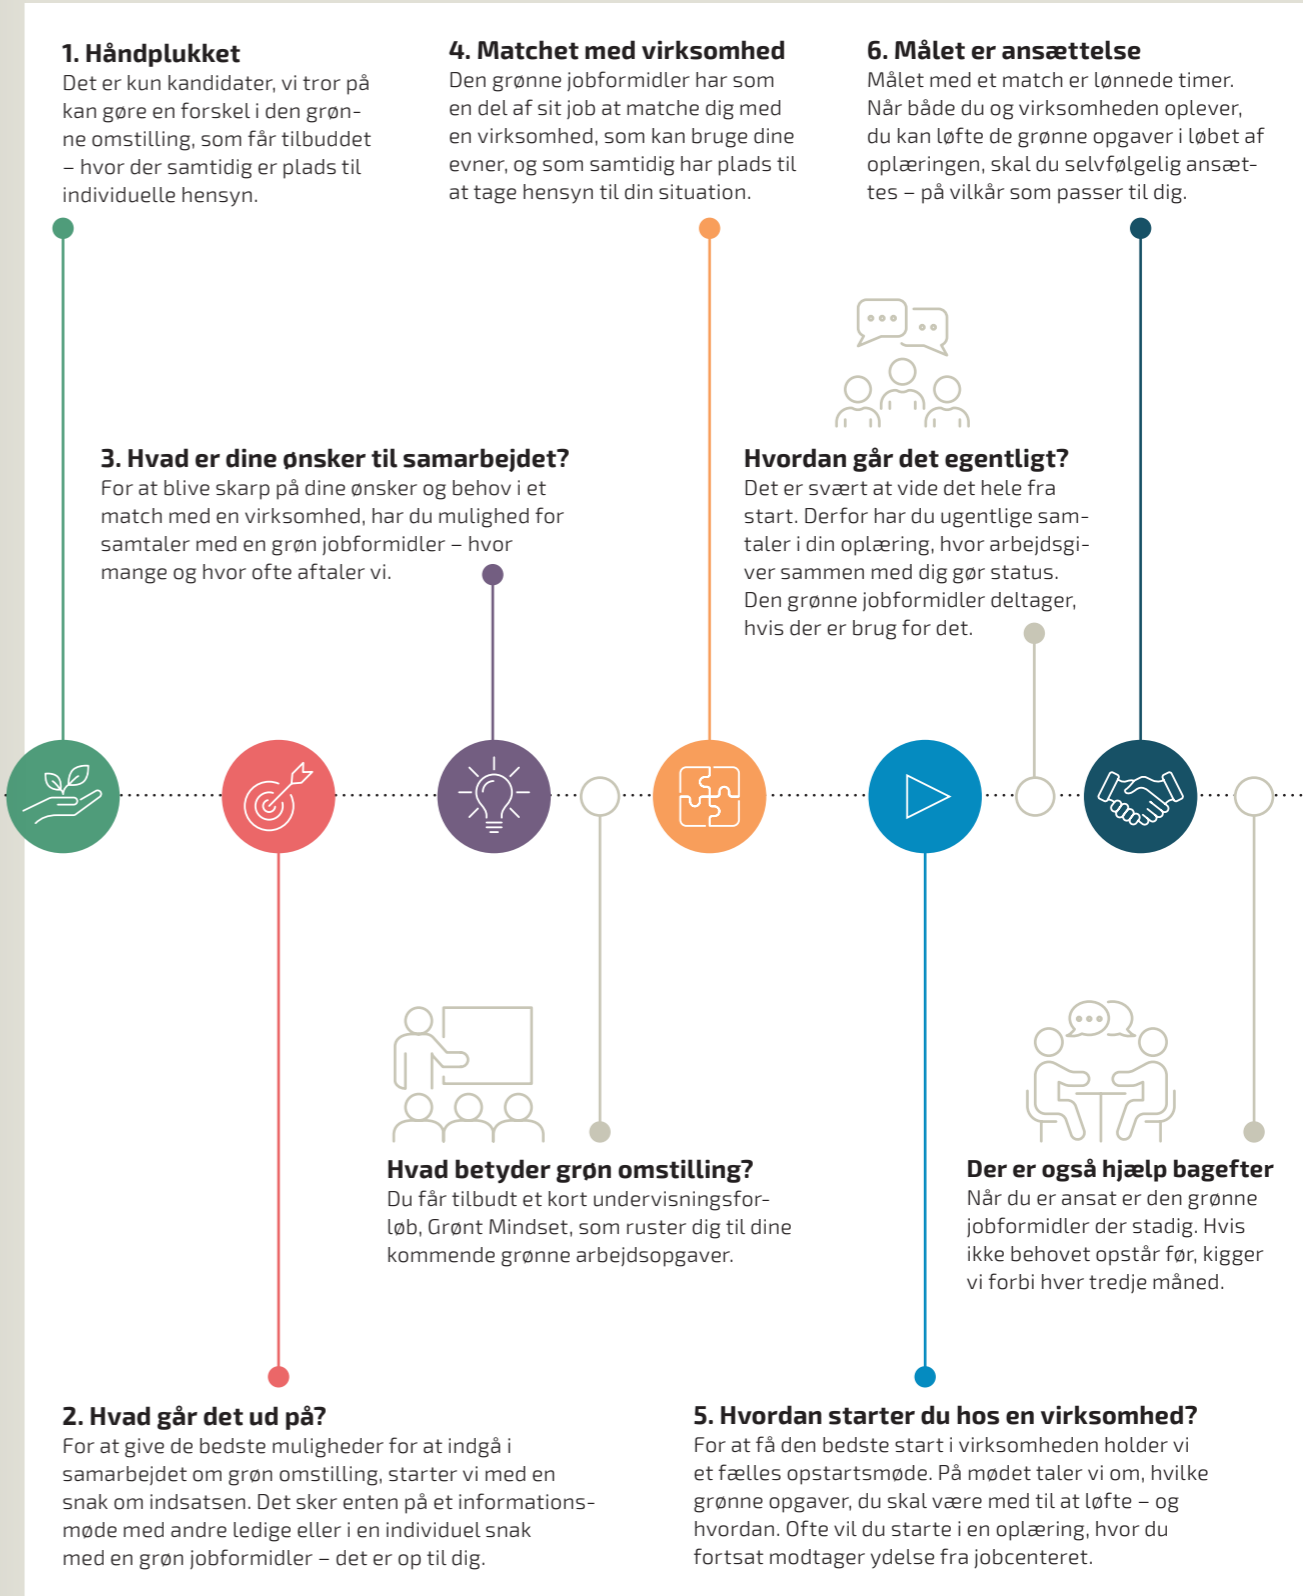 1. Håndplukket
Det er kun kandidater, vi tror på
kan gøre en forskel i den grøn-
ne omstilling, som får tilbuddet
– hvor der samtidig er plads til
individuelle hensyn.
4. Matchet med virksomhed
Den grønne jobformidler har som
en del af sit job at matche dig med
en virksomhed, som kan bruge dine
evner, og som samtidig har plads til
at tage hensyn til din situation.
6. Målet er ansættelse
Målet med et match er lønnede timer.
Når både du og virksomheden oplever,
du kan løfte de grønne opgaver i løbet af
oplæringen, skal du selvfølgelig ansæt-
tes – på vilkår som passer til dig.
3. Hvad er dine ønsker til samarbejdet?
For at blive skarp på dine ønsker og behov i et
match med en virksomhed, har du mulighed for
samtaler med en grøn jobformidler – hvor
mange og hvor ofte aftaler vi.
Hvordan går det egentligt?
Det er svært at vide det hele fra
start. Derfor har du ugentlige sam-
taler i din oplæring, hvor arbejdsgi-
ver sammen med dig gør status.
Den grønne jobformidler deltager,
hvis der er brug for det.
Hvad betyder grøn omstilling?
Du får tilbudt et kort undervisningsfor-
løb, Grønt Mindset, som ruster dig til dine
kommende grønne arbejdsopgaver.
Der er også hjælp bagefter
Når du er ansat er den grønne
jobformidler der stadig. Hvis
ikke behovet opstår før, kigger
vi forbi hver tredje måned.
2. Hvad går det ud på?
For at give de bedste muligheder for at indgå i
samarbejdet om grøn omstilling, starter vi med en
snak om indsatsen. Det sker enten på et informations-
møde med andre ledige eller i en individuel snak
med en grøn jobformidler – det er op til dig.
5. Hvordan starter du hos en virksomhed?
For at få den bedste start i virksomheden holder vi
et fælles opstartsmøde. På mødet taler vi om, hvilke
grønne opgaver, du skal være med til at løfte – og
hvordan. Ofte vil du starte i en oplæring, hvor du
fortsat modtager ydelse fra jobcenteret.